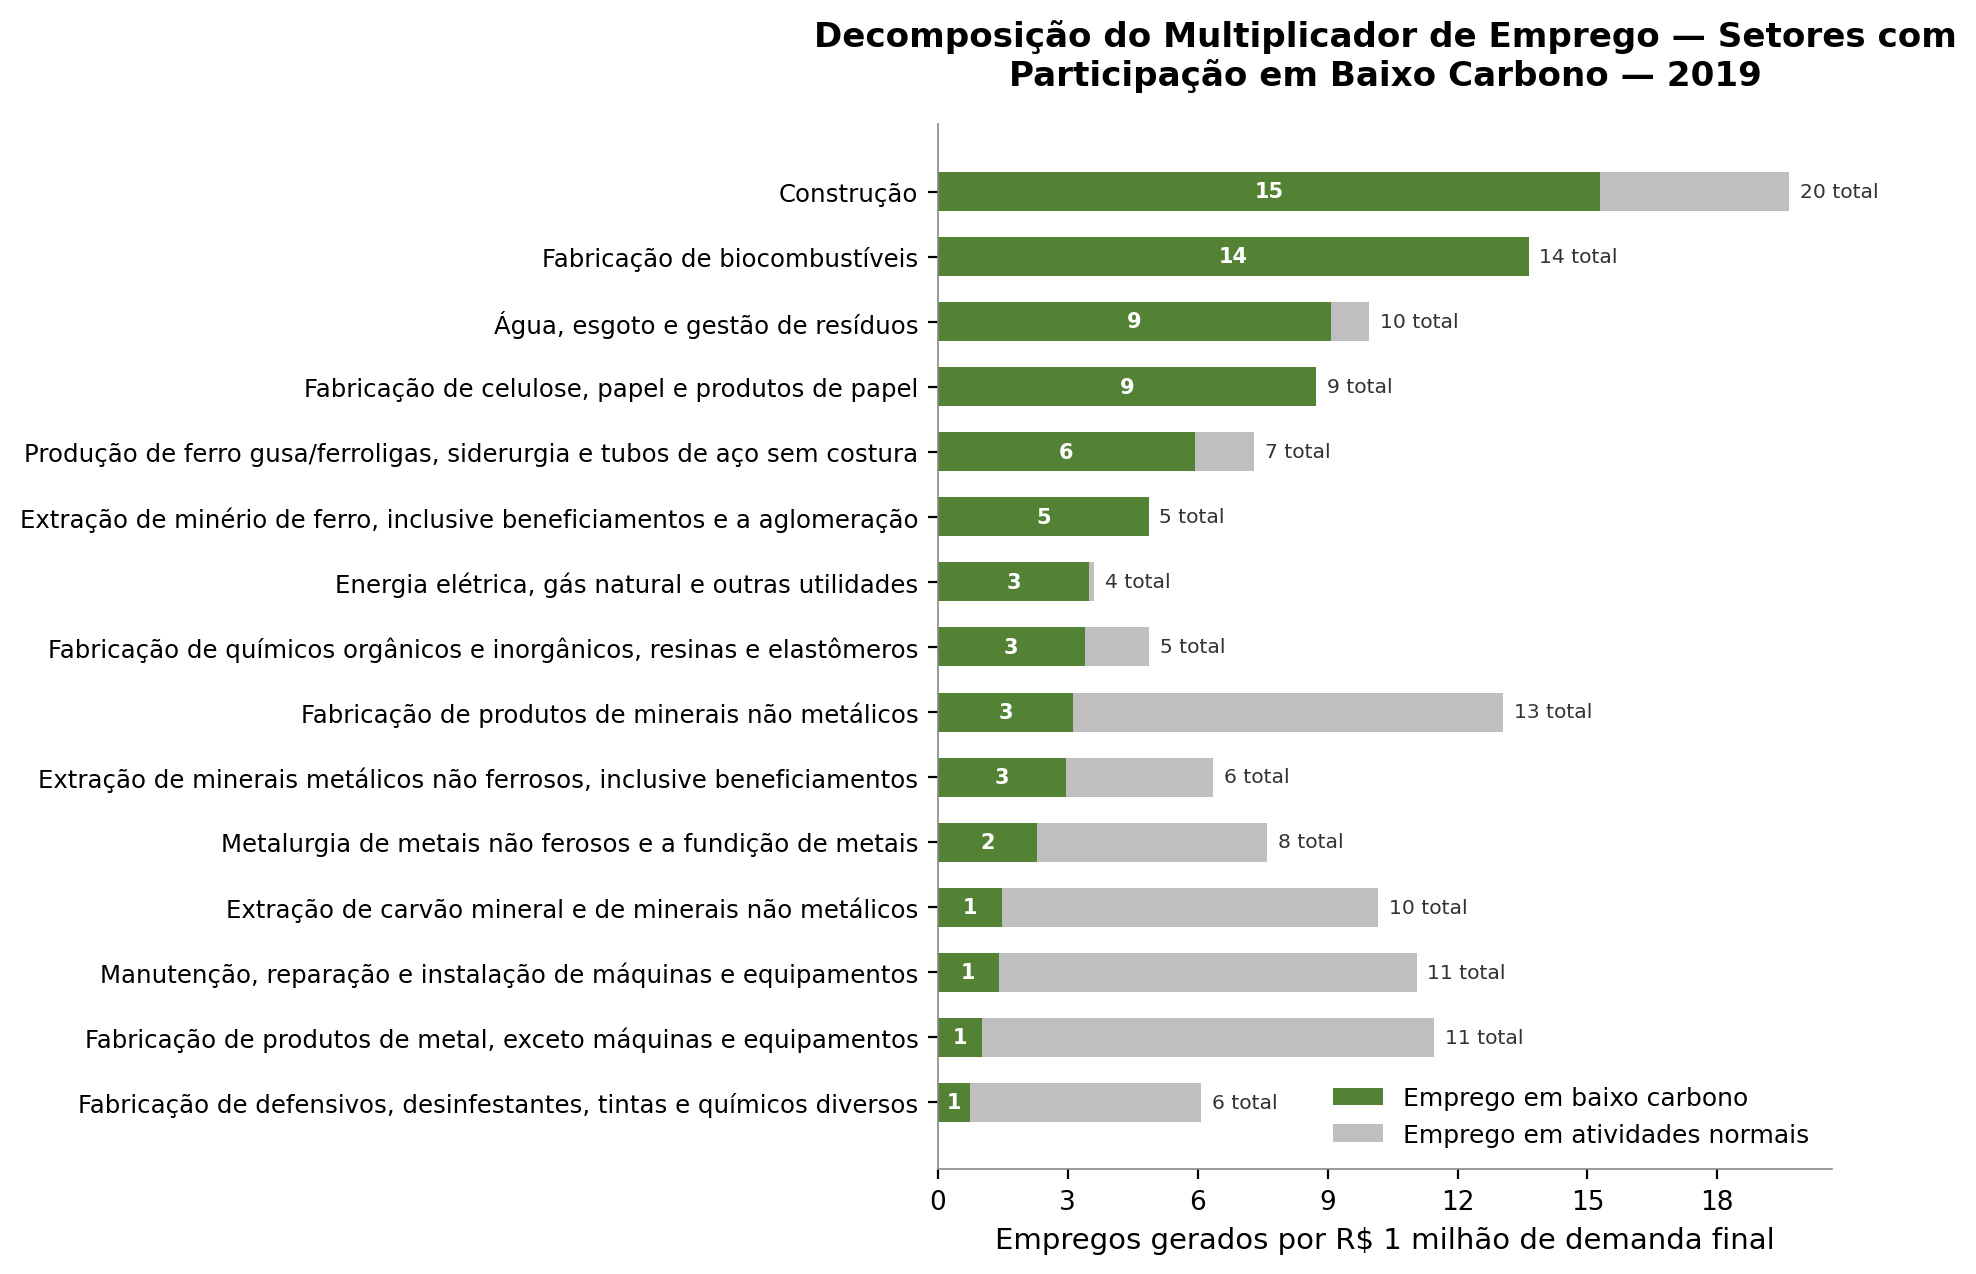 Decomposição do Multiplicador de Emprego — Setores com
Participação em Baixo Carbono — 2019
Construção 15 20 total
Fabricação de biocombustíveis 14 14 total
Água, esgoto e gestão de resíduos 9 10 total
Fabricação de celulose, papel e produtos de papel 9 9 total
Produção de ferro gusa/ferroligas, siderurgia e tubos de aço sem costura 6 7 total
Extração de minério de ferro, inclusive beneficiamentos e a aglomeração 5 5 total
Energia elétrica, gás natural e outras utilidades 3 4 total
Fabricação de químicos orgânicos e inorgânicos, resinas e elastômeros 3 5 total
Fabricação de produtos de minerais não metálicos 3 13 total
Extração de minerais metálicos não ferrosos, inclusive beneficiamentos 3 6 total
Metalurgia de metais não ferosos e a fundição de metais 2 8 total
Extração de carvão mineral e de minerais não metálicos 1 10 total
Manutenção, reparação e instalação de máquinas e equipamentos 1 11 total
Fabricação de produtos de metal, exceto máquinas e equipamentos 1 11 total
Fabricação de defensivos, desinfestantes, tintas e químicos diversos 1 6 total
Emprego em baixo carbono
Emprego em atividades normais
0 3 6 9 12 15 18
Empregos gerados por R$ 1 milhão de demanda final